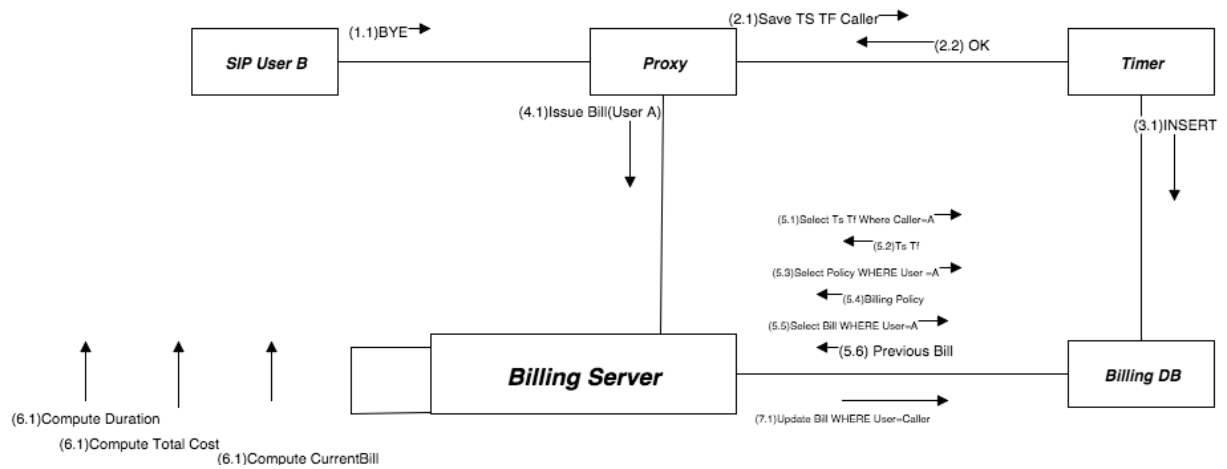 (2.1)Save TS TF Caller
(1.1)BYE
(2.2) OK
SIP User B
Proxy
Timer
(4.1)Issue Bill(User A)
(3.1)INSERT
(5.1)Select Ts Tf Where Caller=A
(5.2)Ts Tf
(5.3)Select Policy WHERE User =A
(5.4)Billing Policy
(5.5)Select Bill WHERE User=A
(5.6) Previous Bill
Billing Server
Billing DB
(7.1)Update Bill WHERE User=Caller
(6.1)Compute Duration
(6.1)Compute Total Cost
(6.1)Compute CurrentBill